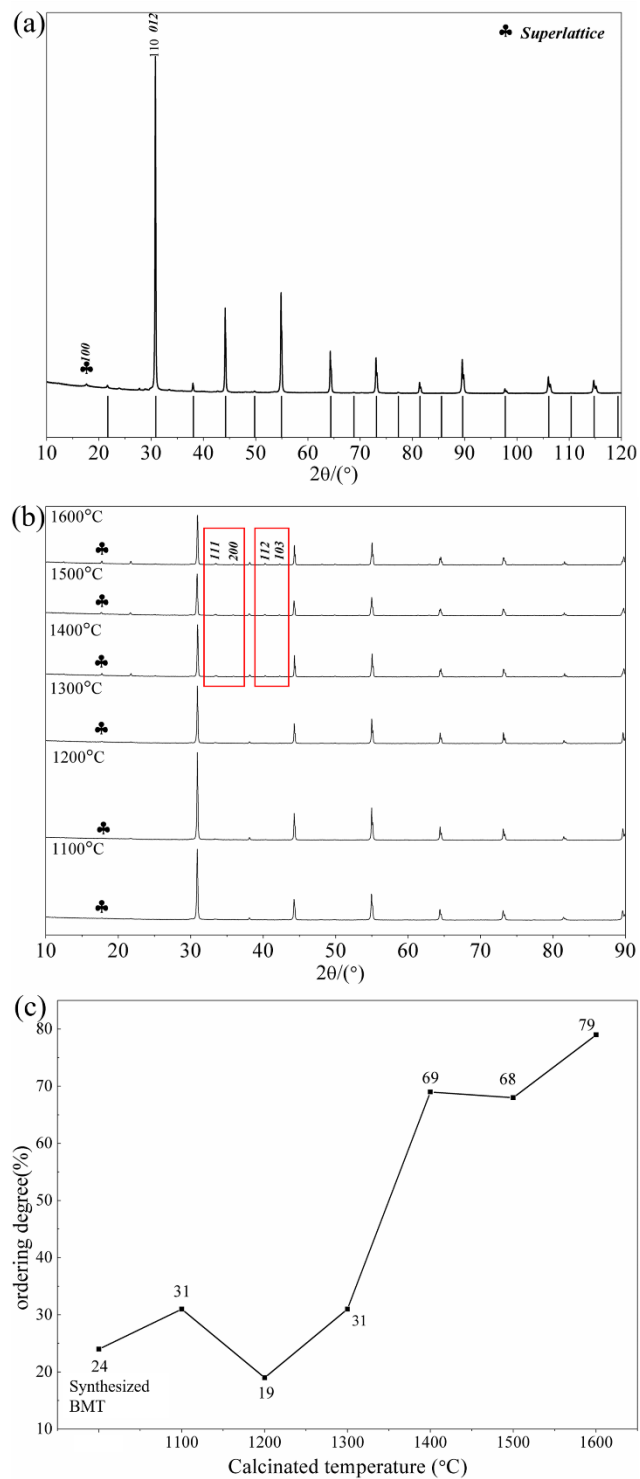 (a)
110 012
♣ Superlattice
100
♣
10 20 30 40 50 60 70 80 90 100 110 120
2θ/(°)
(b)
1600°C
♣
111 200 112 103
1500°C
♣
1400°C
♣
1300°C
♣
1200°C
♣
1100°C
♣
10 20 30 40 50 60 70 80 90
2θ/(°)
(c)
ordering degree(%)
80
70
60
50
40
30
20
10
24
Synthesized
BMT
31
19
31
69
68
79
1100 1200 1300 1400 1500 1600
Calcinated temperature (°C)